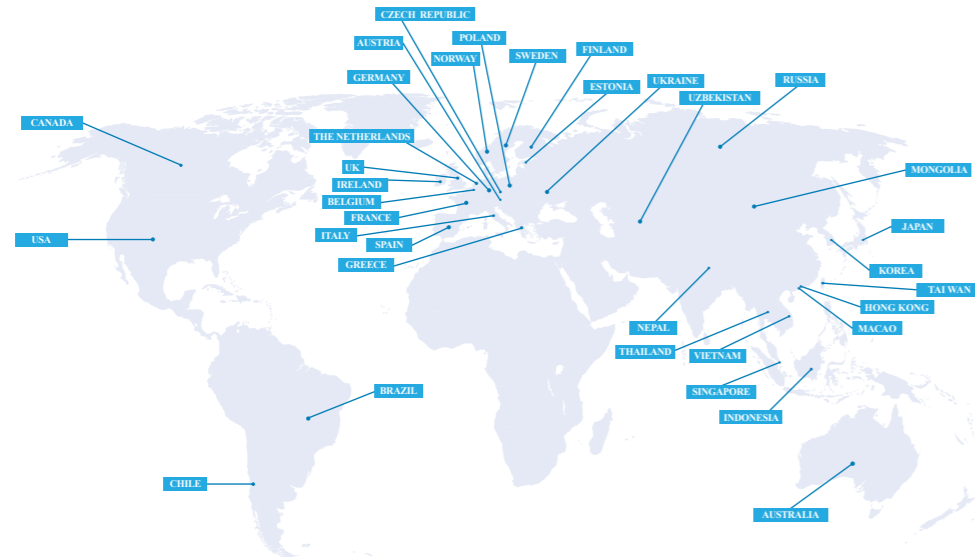 CZECH REPUBLIC
POLAND
AUSTRIA
NORWAY
SWEDEN
FINLAND
GERMANY
ESTONIA
UKRAINE
UZBEKISTAN
RUSSIA
CANADA
THE NETHERLANDS
UK
IRELAND
BELGIUM
FRANCE
ITALY
SPAIN
GREECE
MONGOLIA
USA
JAPAN
KOREA
TAI WAN
HONG KONG
MACAO
NEPAL
THAILAND
VIETNAM
SINGAPORE
INDONESIA
BRAZIL
CHILE
AUSTRALIA